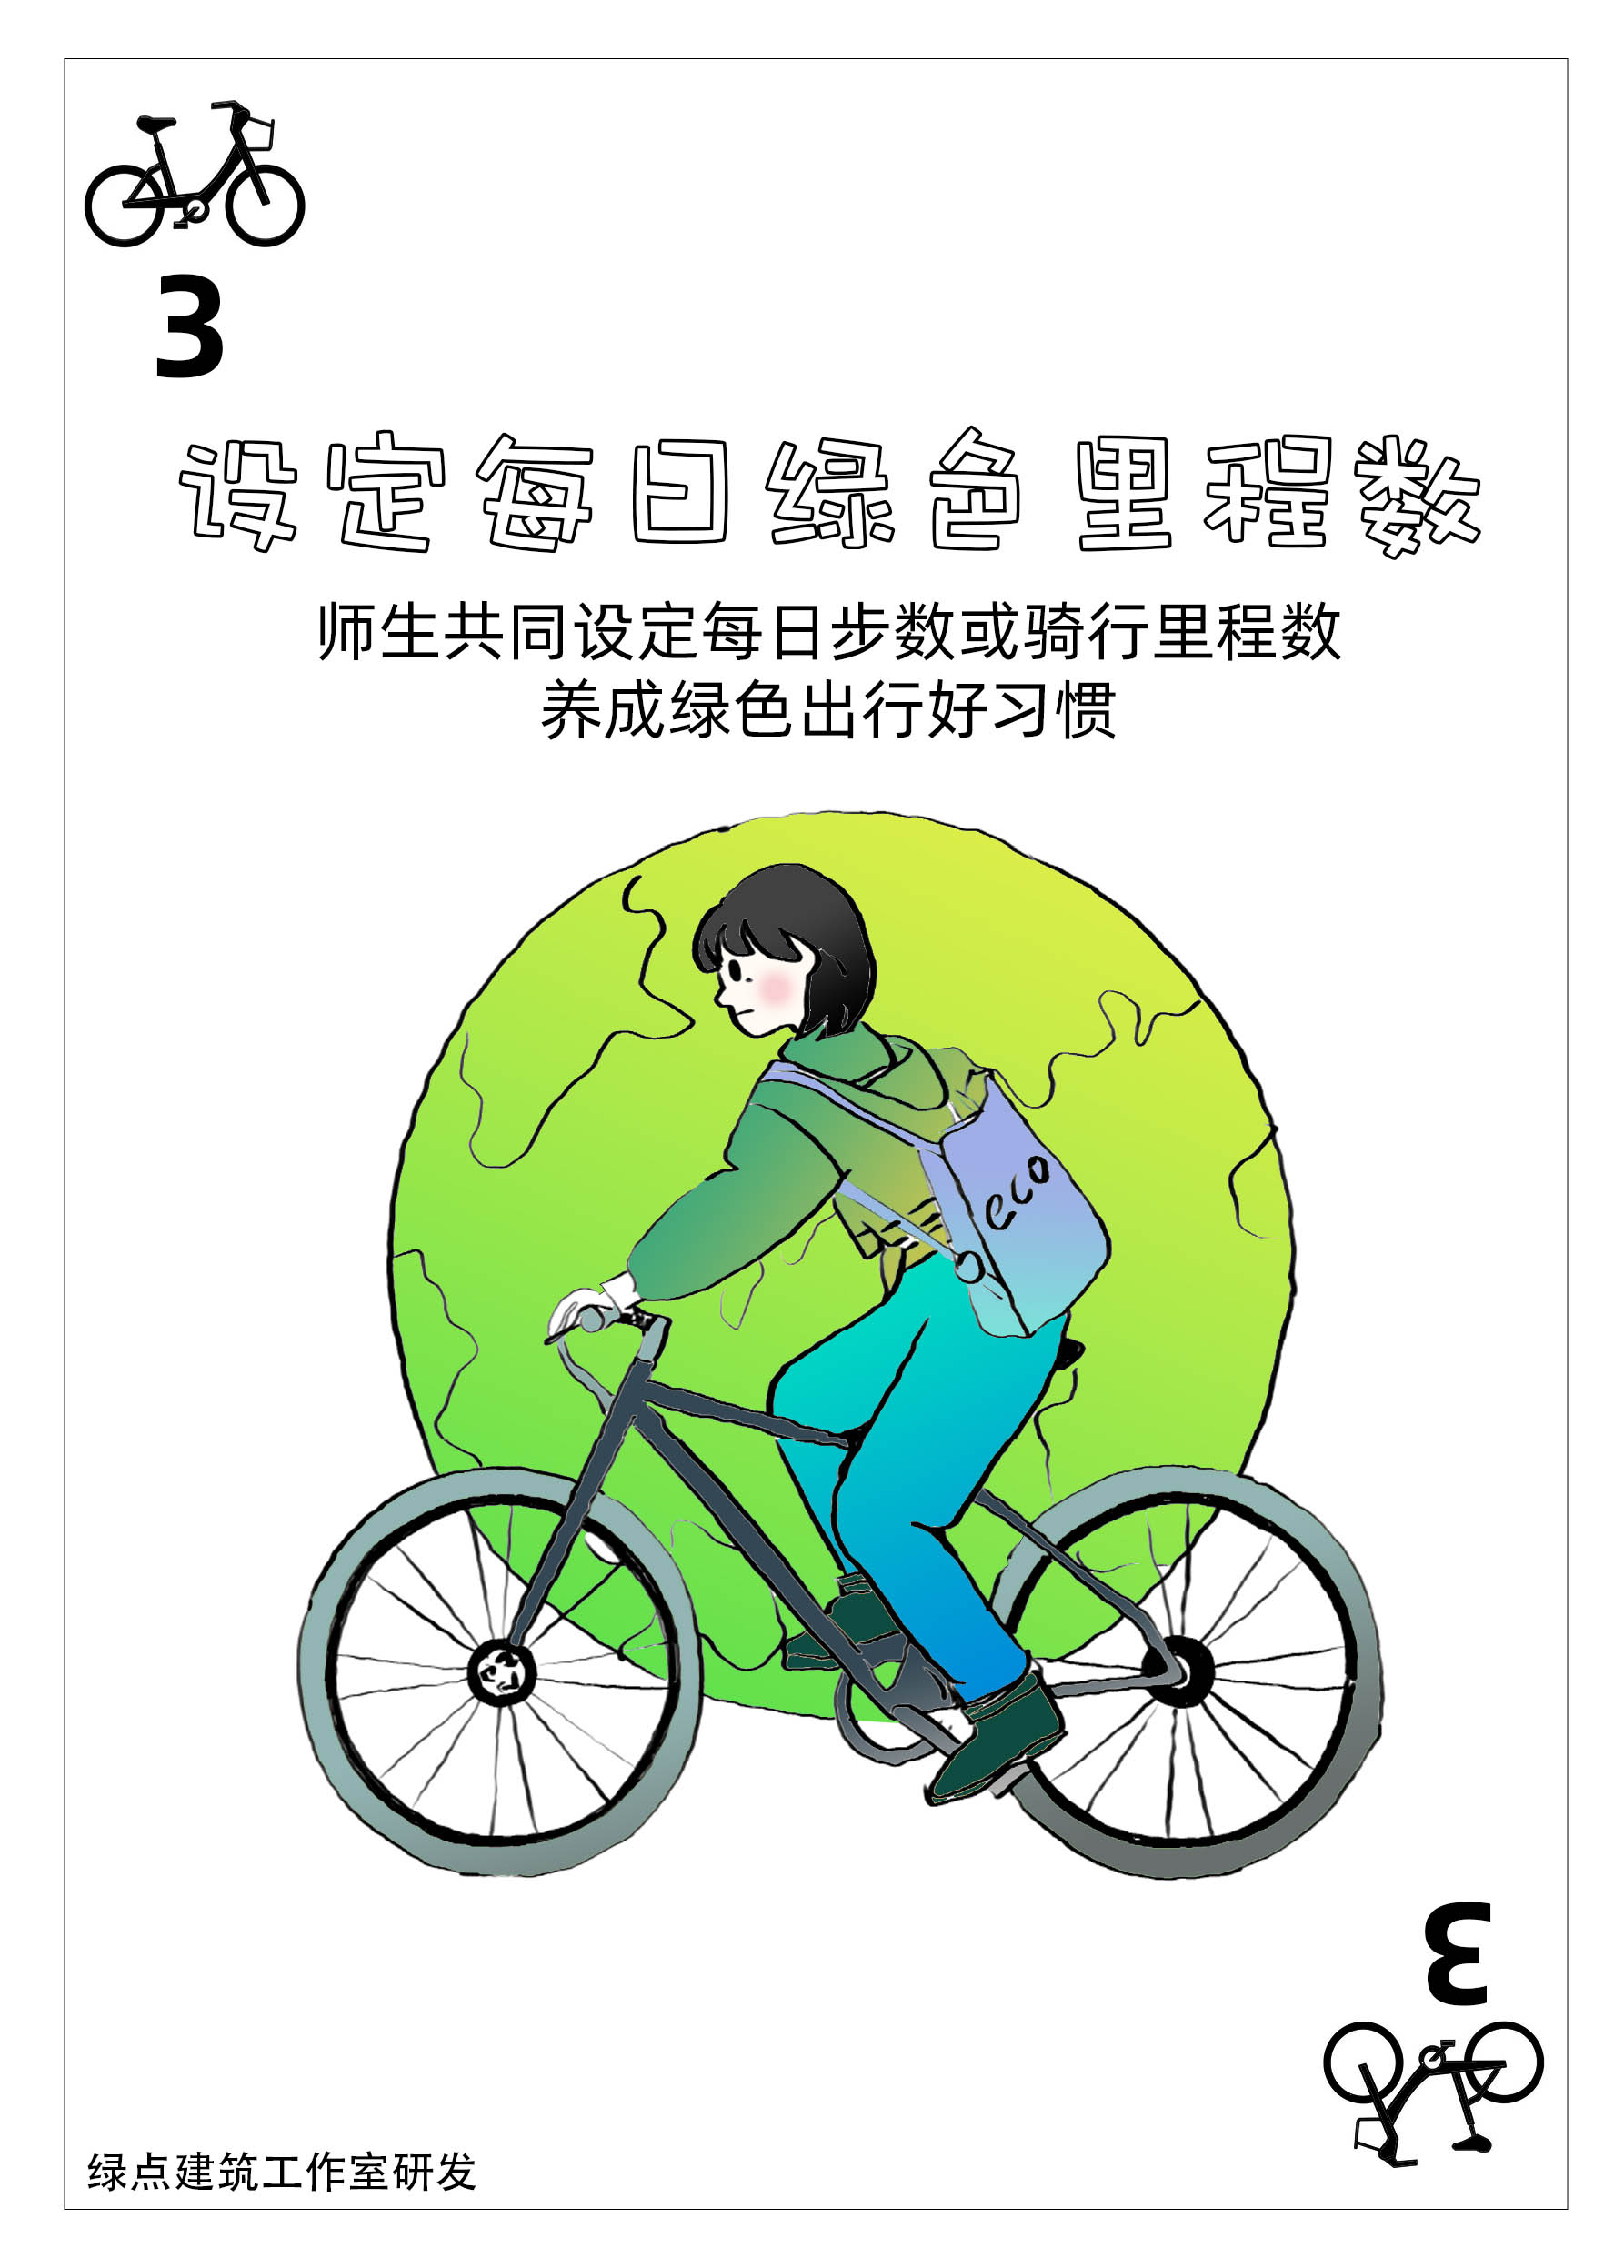 3
设定每日绿色里程数
师生共同设定每日步数或骑行里程数
养成绿色出行好习惯
eco
3
绿点建筑工作室研发